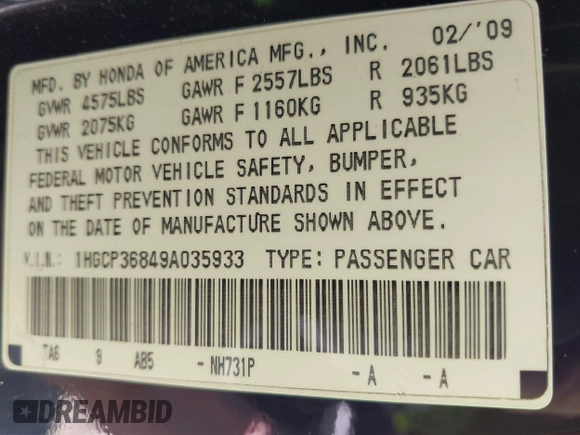 MFD. BY HONDA OF AMERICA MFG., INC. 02/'09
GVWR 4575LBS GAWR F 2557LBS R 2061LBS
GVWR 2075KG GAWR F 1160KG R 935KG
THIS VEHICLE CONFORMS TO ALL APPLICABLE
FEDERAL MOTOR VEHICLE SAFETY, BUMPER,
AND THEFT PREVENTION STANDARDS IN EFFECT
ON THE DATE OF MANUFACTURE SHOWN ABOVE.
V.I.N.: 1HGCP36849A035933 TYPE: PASSENGER CAR
TA6 9 AB5 - NH731P - A - A
DREAMBID